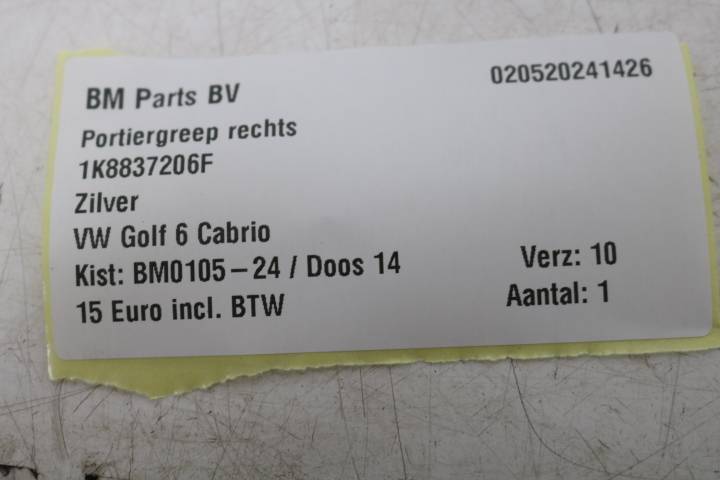 BM Parts BV
020520241426
Portiergreep rechts
1K8837206F
Zilver
VW Golf 6 Cabrio
Kist: BM0105-24 / Doos 14
Verz: 10
15 Euro incl. BTW
Aantal: 1